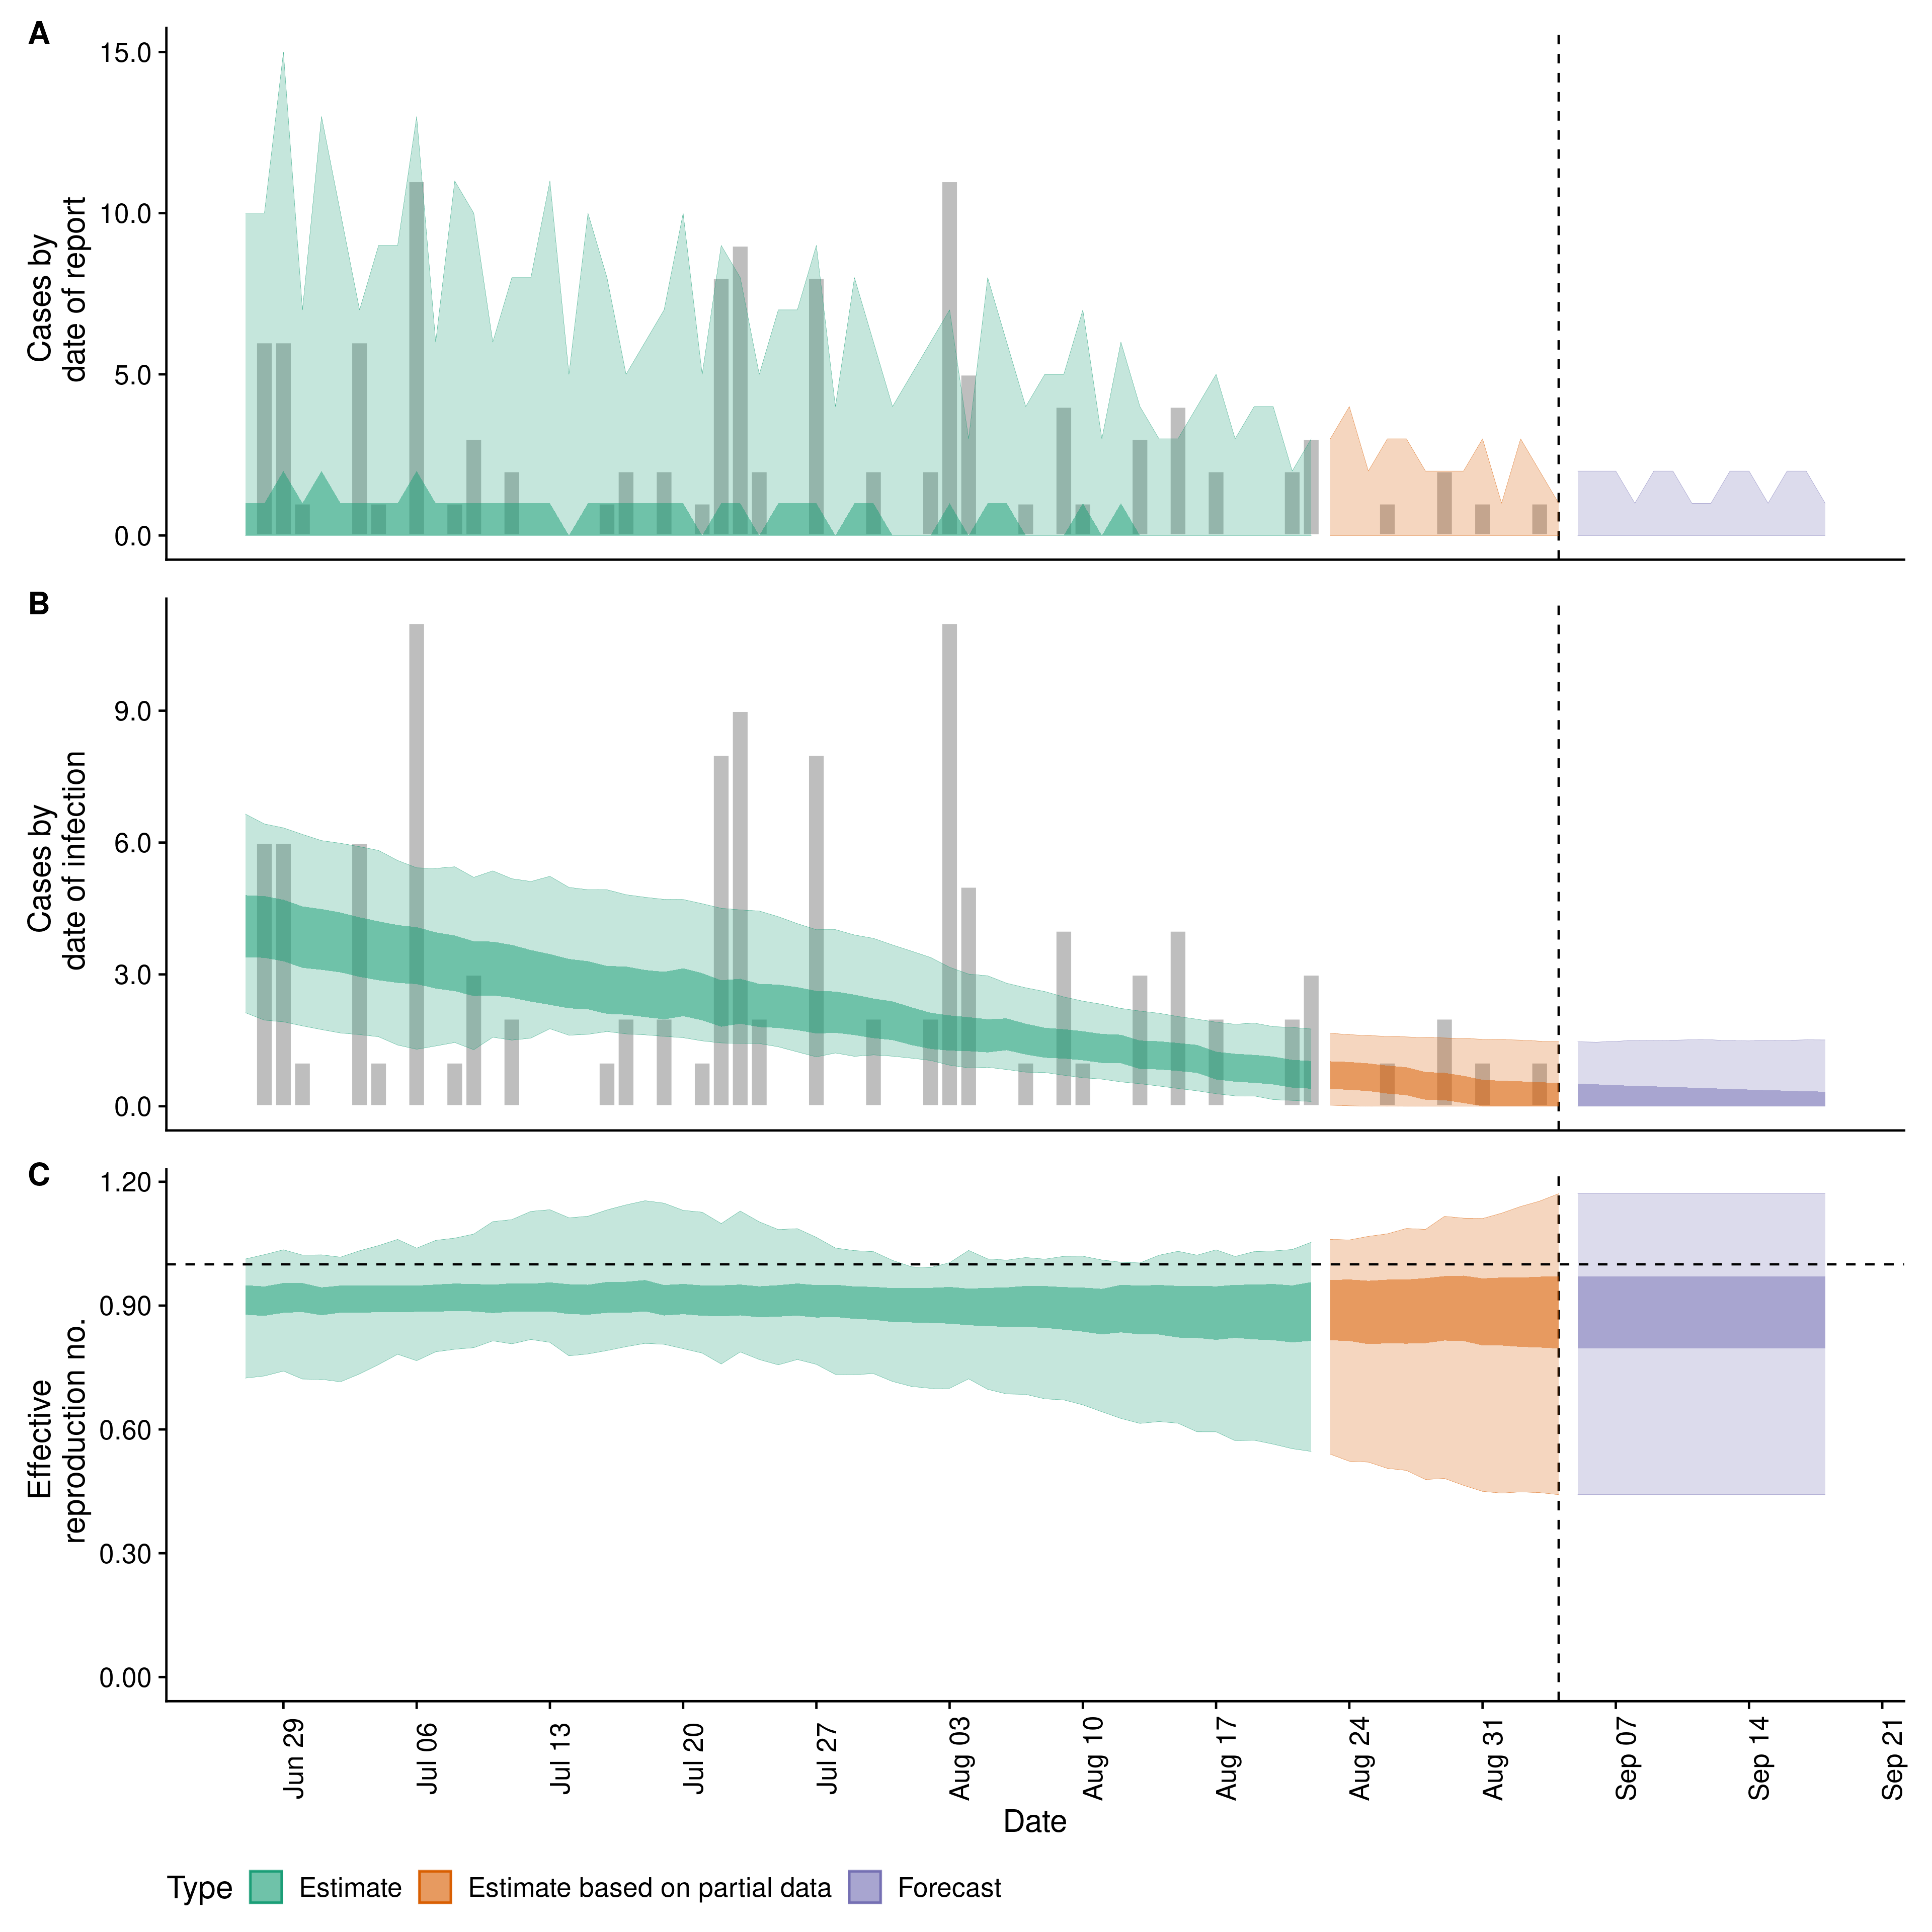 A
15.0
10.0
5.0
0.0
Cases by
date of report
B
9.0
6.0
3.0
0.0
Cases by
date of infection
C
1.20
0.90
0.60
0.30
0.00
Effective
reproduction no.
Jun 29
Jul 06
Jul 13
Jul 20
Jul 27
Aug 03
Aug 10
Aug 17
Aug 24
Aug 31
Sep 07
Sep 14
Sep 21
Date
Type Estimate Estimate based on partial data Forecast